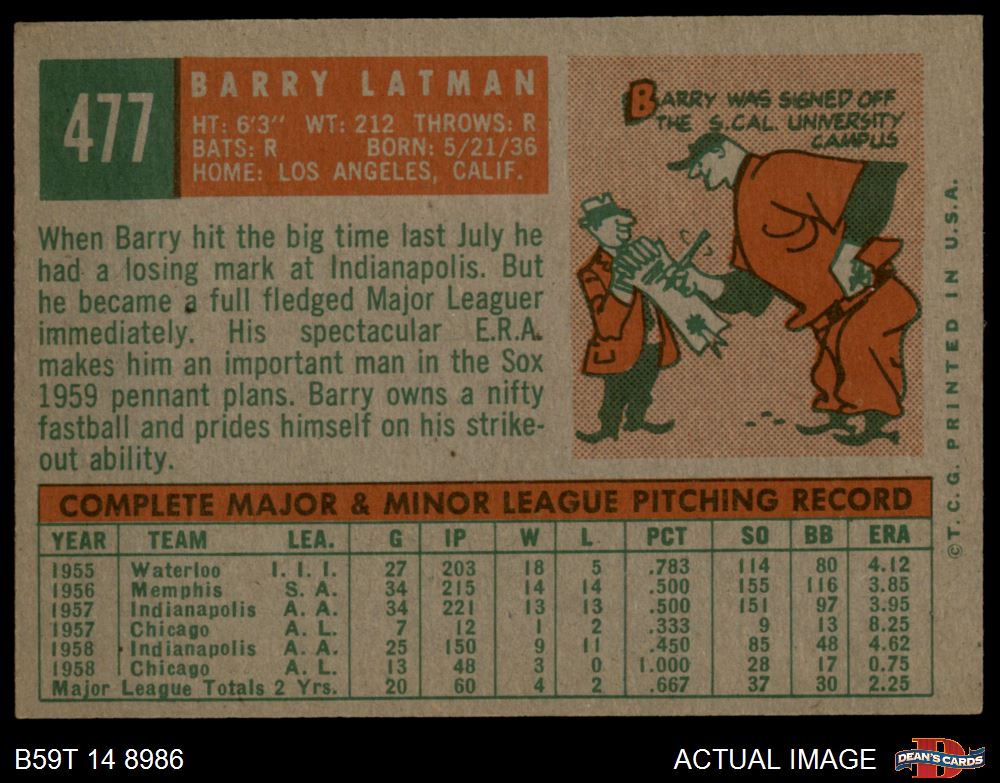 477
BARRY LATMAN
HT: 6'3" WT: 212 THROWS: R
BATS: R BORN: 5/21/36
HOME: LOS ANGELES, CALIF.
BARRY WAS SIGNED OFF
THE S. CAL. UNIVERSITY
CAMPUS
When Barry hit the big time last July he
had a losing mark at Indianapolis. But
he became a full fledged Major Leaguer
immediately. His spectacular E.R.A.
makes him an important man in the Sox
1959 pennant plans. Barry owns a nifty
fastball and prides himself on his strike-
out ability.
©T.C.G. PRINTED IN U.S.A.
COMPLETE MAJOR & MINOR LEAGUE PITCHING RECORD
YEAR TEAM LEA. G IP W L PCT SO BB ERA
1955 Waterloo I. I. I. 27 203 18 5 .783 114 80 4.12
1956 Memphis S. A. 34 215 14 14 .500 155 116 3.85
1957 Indianapolis A. A. 34 221 13 13 .500 151 97 3.95
1957 Chicago A. L. 7 12 1 2 .333 9 13 8.25
1958 Indianapolis A. A. 25 150 9 11 .450 85 48 4.62
1958 Chicago A. L. 13 48 3 0 1.000 28 17 0.75
Major League Totals 2 Yrs. 20 60 4 2 .667 37 30 2.25
B59T 14 8986
ACTUAL IMAGE
D
DEAN'S CARDS